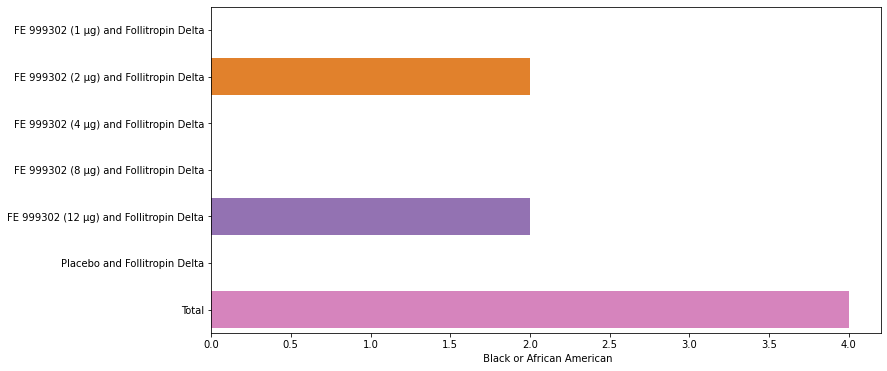 FE 999302 (1 µg) and Follitropin Delta
FE 999302 (2 µg) and Follitropin Delta
FE 999302 (4 µg) and Follitropin Delta
FE 999302 (8 µg) and Follitropin Delta
FE 999302 (12 µg) and Follitropin Delta
Placebo and Follitropin Delta
Total
0.0 0.5 1.0 1.5 2.0 2.5 3.0 3.5 4.0
Black or African American